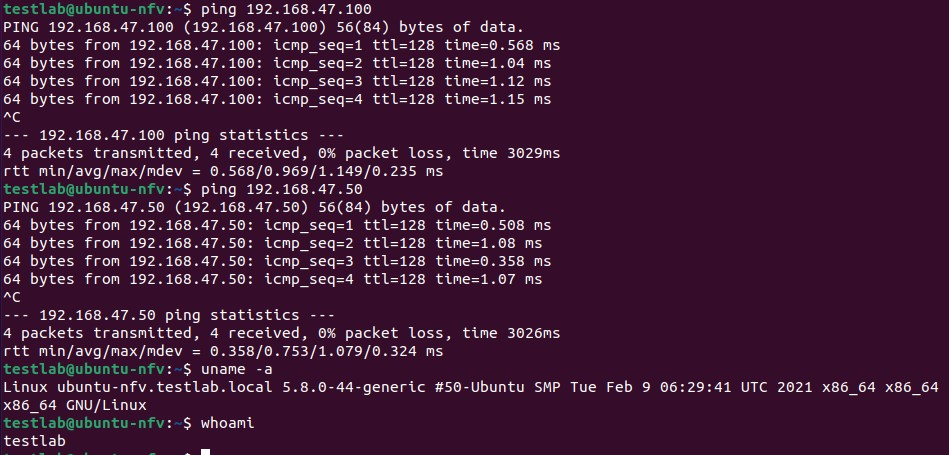 testlab@ubuntu-nfv:~$ ping 192.168.47.100
PING 192.168.47.100 (192.168.47.100) 56(84) bytes of data.
64 bytes from 192.168.47.100: icmp_seq=1 ttl=128 time=0.568 ms
64 bytes from 192.168.47.100: icmp_seq=2 ttl=128 time=1.04 ms
64 bytes from 192.168.47.100: icmp_seq=3 ttl=128 time=1.12 ms
64 bytes from 192.168.47.100: icmp_seq=4 ttl=128 time=1.15 ms
^C
--- 192.168.47.100 ping statistics ---
4 packets transmitted, 4 received, 0% packet loss, time 3029ms
rtt min/avg/max/mdev = 0.568/0.969/1.149/0.235 ms
testlab@ubuntu-nfv:~$ ping 192.168.47.50
PING 192.168.47.50 (192.168.47.50) 56(84) bytes of data.
64 bytes from 192.168.47.50: icmp_seq=1 ttl=128 time=0.508 ms
64 bytes from 192.168.47.50: icmp_seq=2 ttl=128 time=1.08 ms
64 bytes from 192.168.47.50: icmp_seq=3 ttl=128 time=0.358 ms
64 bytes from 192.168.47.50: icmp_seq=4 ttl=128 time=1.07 ms
^C
--- 192.168.47.50 ping statistics ---
4 packets transmitted, 4 received, 0% packet loss, time 3026ms
rtt min/avg/max/mdev = 0.358/0.753/1.079/0.324 ms
testlab@ubuntu-nfv:~$ uname -a
Linux ubuntu-nfv.testlab.local 5.8.0-44-generic #50-Ubuntu SMP Tue Feb 9 06:29:41 UTC 2021 x86_64 x86_64
x86_64 GNU/Linux
testlab@ubuntu-nfv:~$ whoami
testlab